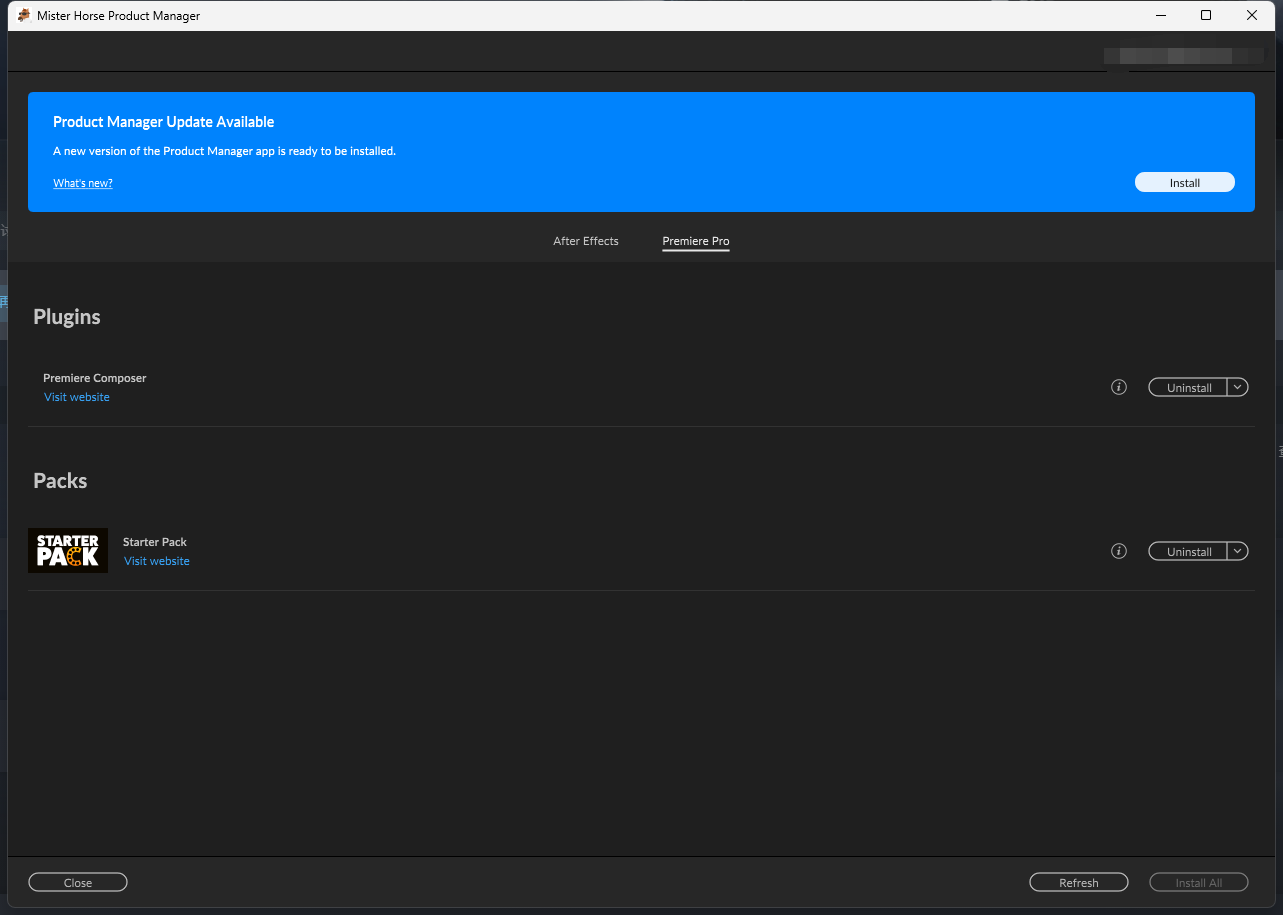 Mister Horse Product Manager
Product Manager Update Available
A new version of the Product Manager app is ready to be installed.
What's new?
Install
After Effects
Premiere Pro
Plugins
Premiere Composer
Visit website
Uninstall
Packs
STARTER
PACK
Starter Pack
Visit website
Uninstall
Close
Refresh
Install All